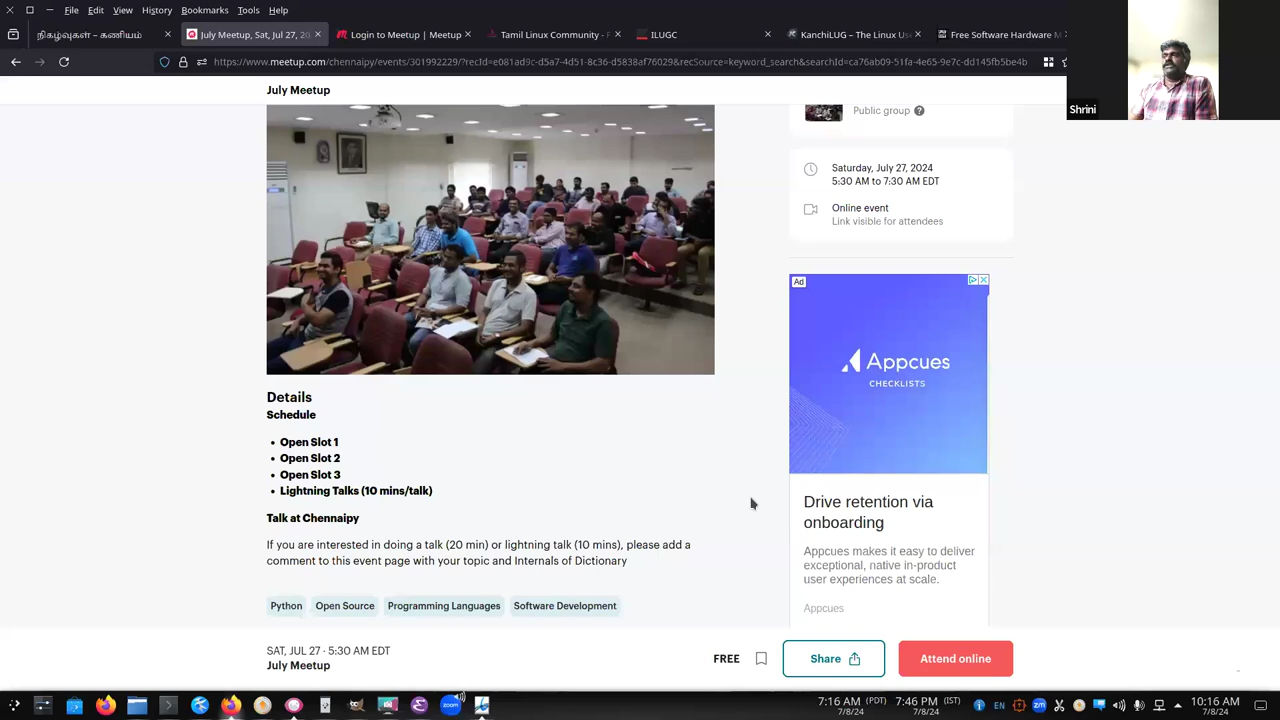 File Edit View History Bookmarks Tools Help
நிகழ்வுகள் – கணியம்
July Meetup, Sat, Jul 27, 20
Login to Meetup | Meetup
Tamil Linux Community - F
ILUGC
KanchiLUG – The Linux Us
Free Software Hardware M
https://www.meetup.com/chennaipy/events/301992229/?recId=e081ad9c-d5a7-4d51-8c36-d5838af76029&recSource=keyword_search&searchId=ca76ab09-51fa-4e65-9e7c-dd145fb5be4b
Shrini
July Meetup
Public group
Saturday, July 27, 2024
5:30 AM to 7:30 AM EDT
Online event
Link visible for attendees
Ad
Appcues
CHECKLISTS
Drive retention via
onboarding
Appcues makes it easy to deliver
exceptional, native in-product
user experiences at scale.
Appcues
Details
Schedule
• Open Slot 1
• Open Slot 2
• Open Slot 3
• Lightning Talks (10 mins/talk)
Talk at Chennaipy
If you are interested in doing a talk (20 min) or lightning talk (10 mins), please add a
comment to this event page with your topic and Internals of Dictionary
Python Open Source Programming Languages Software Development
SAT, JUL 27 · 5:30 AM EDT
July Meetup
FREE
Share
Attend online
zoom
EN
zm
7:16 AM (PDT) 7:46 PM (IST) 10:16 AM
7/8/24 7/8/24 7/8/24